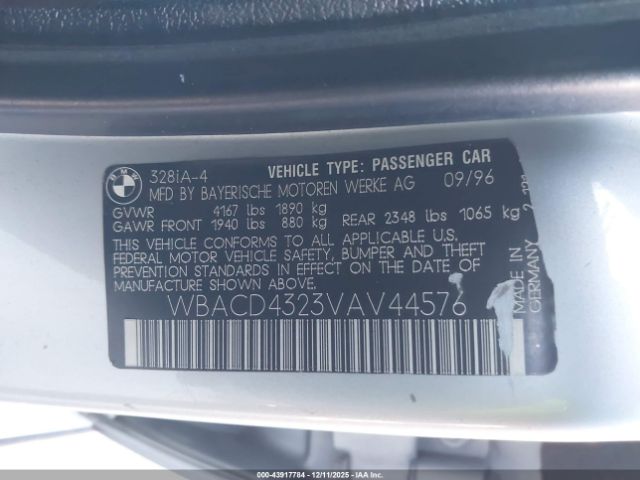 BMW
328iA-4 VEHICLE TYPE: PASSENGER CAR
MFD BY BAYERISCHE MOTOREN WERKE AG 09/96
GVWR 4167 lbs 1890 kg
GAWR FRONT 1940 lbs 880 kg REAR 2348 lbs 1065 kg
THIS VEHICLE CONFORMS TO ALL APPLICABLE U.S.
FEDERAL MOTOR VEHICLE SAFETY, BUMPER AND THEFT
PREVENTION STANDARDS IN EFFECT ON THE DATE OF
MANUFACTURE SHOWN ABOVE.
WBACD4323VAV44576
MADE IN
GERMANY
000-43917784 - 12/11/2025 - IAAI.COM